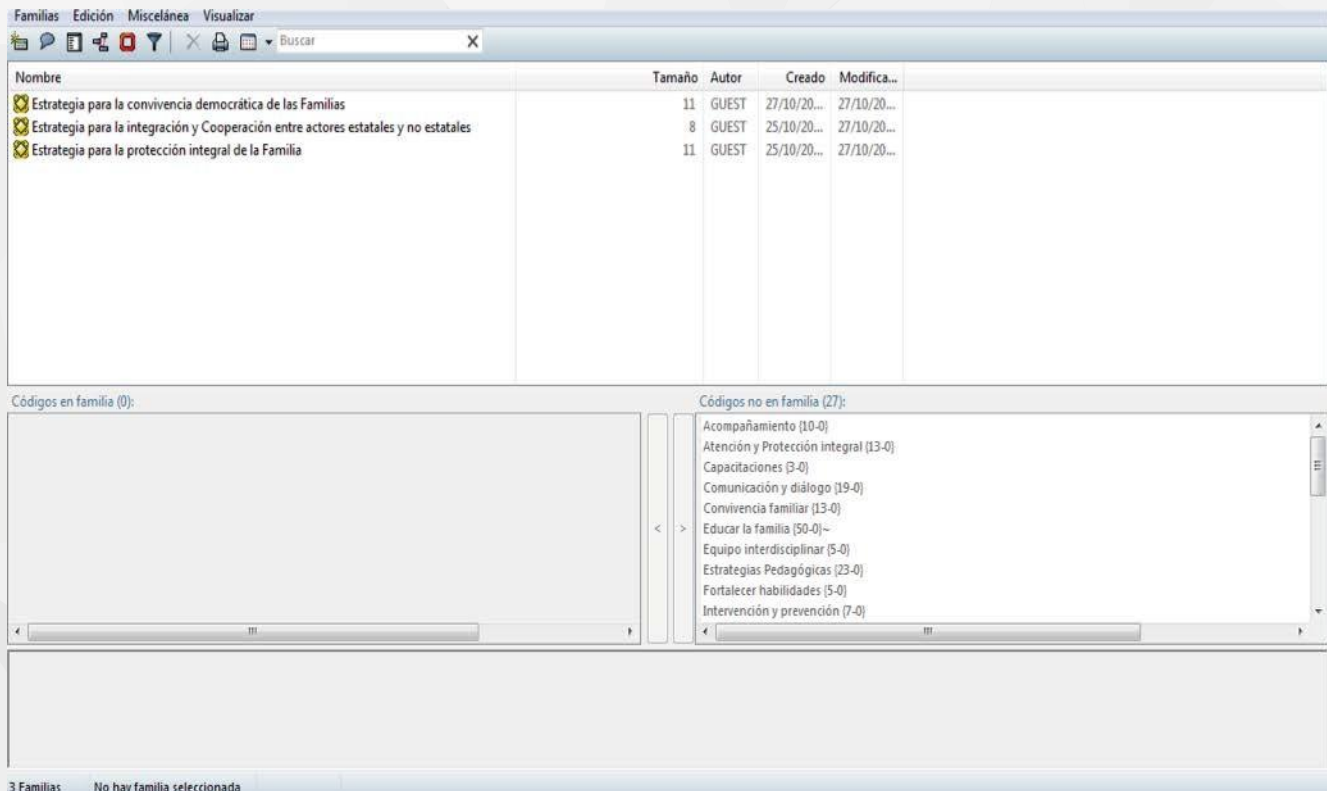 Familias Edición Miscelánea Visualizar
Buscar
Nombre Tamaño Autor Creado Modifica...
Estrategia para la convivencia democrática de las Familias 11 GUEST 27/10/20... 27/10/20...
Estrategia para la integración y Cooperación entre actores estatales y no estatales 8 GUEST 25/10/20... 27/10/20...
Estrategia para la protección integral de la Familia 11 GUEST 25/10/20... 27/10/20...
Códigos en familia (0): Códigos no en familia (27):
Acompañamiento {10-0}
Atención y Protección integral {13-0}
Capacitaciones {3-0}
Comunicación y diálogo {19-0}
Convivencia familiar {13-0}
< > Educar la familia {50-0}~
Equipo interdisciplinar {5-0}
Estrategias Pedagógicas {23-0}
Fortalecer habilidades {5-0}
Intervención y prevención {7-0}
3 Familias No hay familia seleccionada